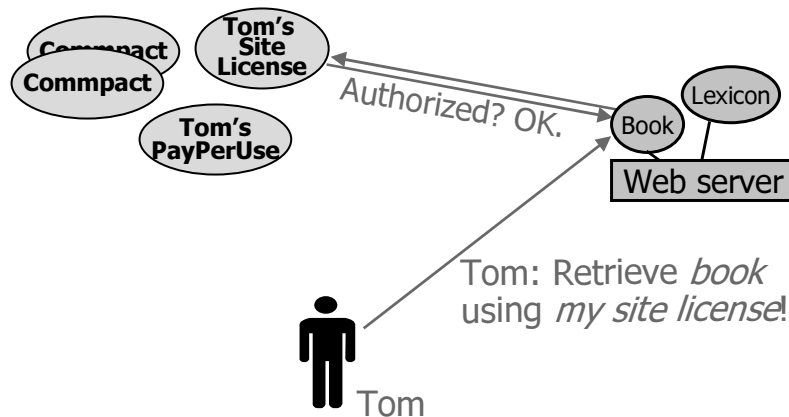 Commpact
Commpact
Tom's
Site
License
Tom's
PayPerUse
Authorized? OK.
Book
Lexicon
Web server
Tom: Retrieve book
using my site license!
Tom